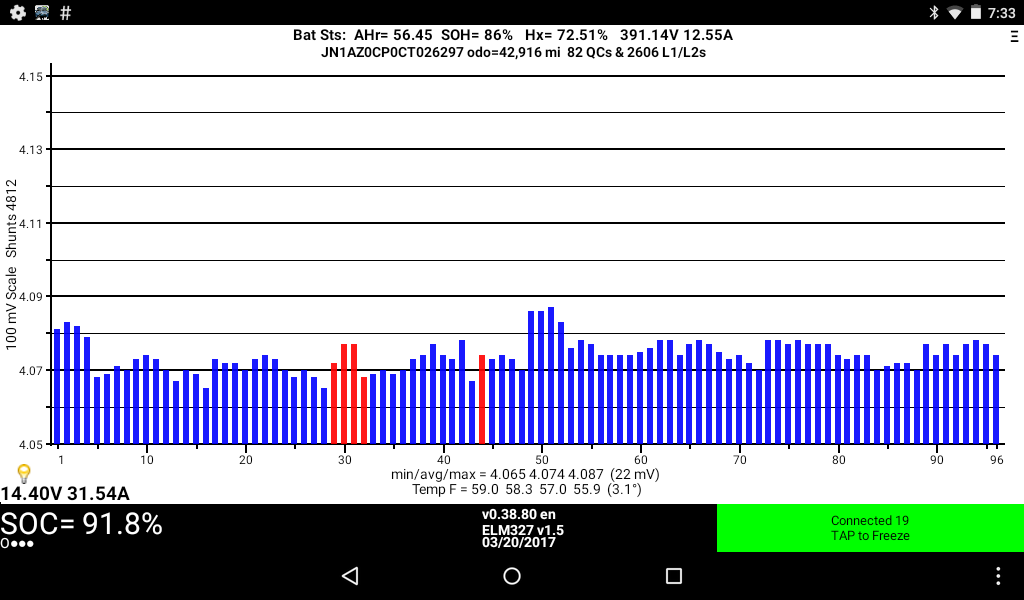 7:33
Bat Sts: AHr= 56.45 SOH= 86% Hx= 72.51% 391.14V 12.55A
JN1AZ0CP0CT026297 odo=42,916 mi 82 QCs & 2606 L1/L2s
100 mV Scale Shunts 4812
4.15
4.13
4.11
4.09
4.07
4.05
1 10 20 30 40 50 60 70 80 90 96
min/avg/max = 4.065 4.074 4.087 (22 mV)
Temp F = 59.0 58.3 57.0 55.9 (3.1°)
14.40V 31.54A
SOC= 91.8%
v0.38.80 en
ELM327 v1.5
03/20/2017
Connected 19
TAP to Freeze